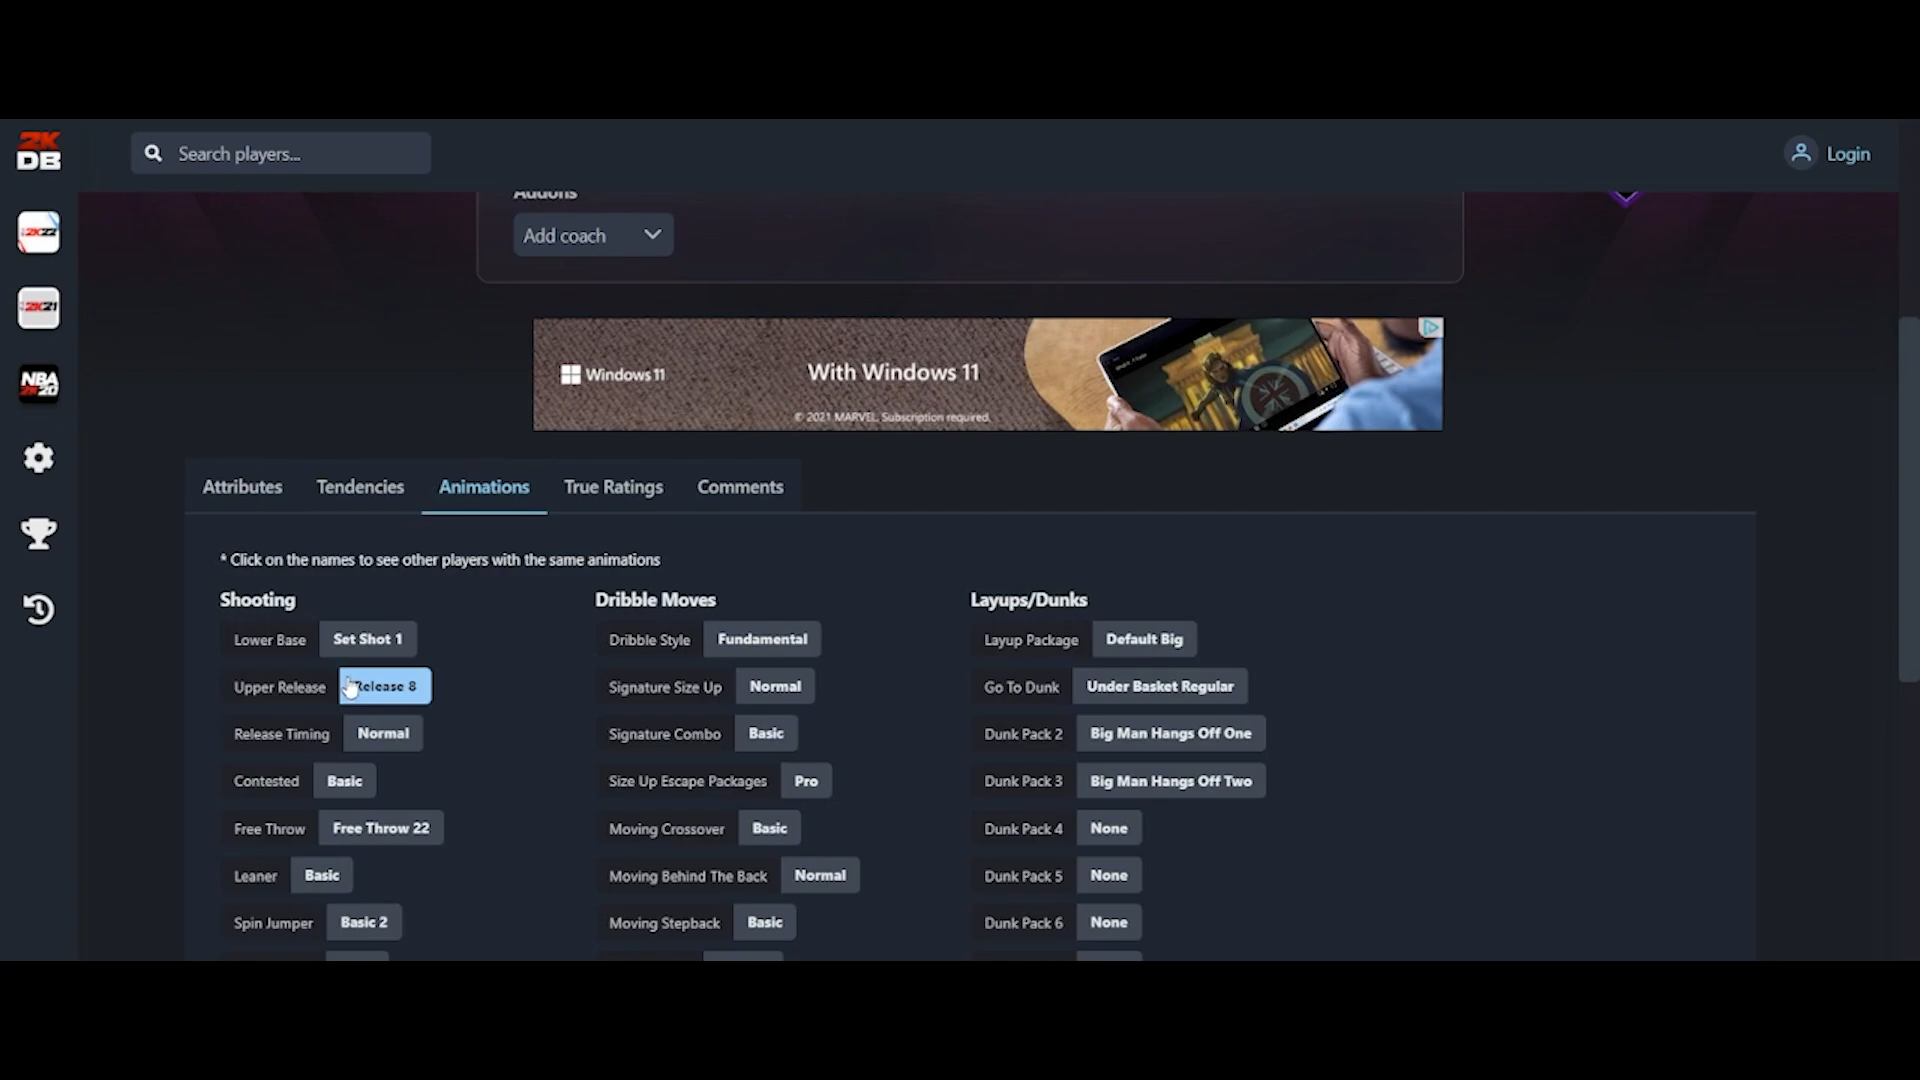 2K
DB
Search players...
Login
2K22
2K21
NBA
2K20
Addons
Add coach
Windows 11
With Windows 11
© 2021 MARVEL. Subscription required.
Attributes
Tendencies
Animations
True Ratings
Comments
* Click on the names to see other players with the same animations
Shooting
Lower Base Set Shot 1
Upper Release Release 8
Release Timing Normal
Contested Basic
Free Throw Free Throw 22
Leaner Basic
Spin Jumper Basic 2
Dribble Moves
Dribble Style Fundamental
Signature Size Up Normal
Signature Combo Basic
Size Up Escape Packages Pro
Moving Crossover Basic
Moving Behind The Back Normal
Moving Stepback Basic
Layups/Dunks
Layup Package Default Big
Go To Dunk Under Basket Regular
Dunk Pack 2 Big Man Hangs Off One
Dunk Pack 3 Big Man Hangs Off Two
Dunk Pack 4 None
Dunk Pack 5 None
Dunk Pack 6 None